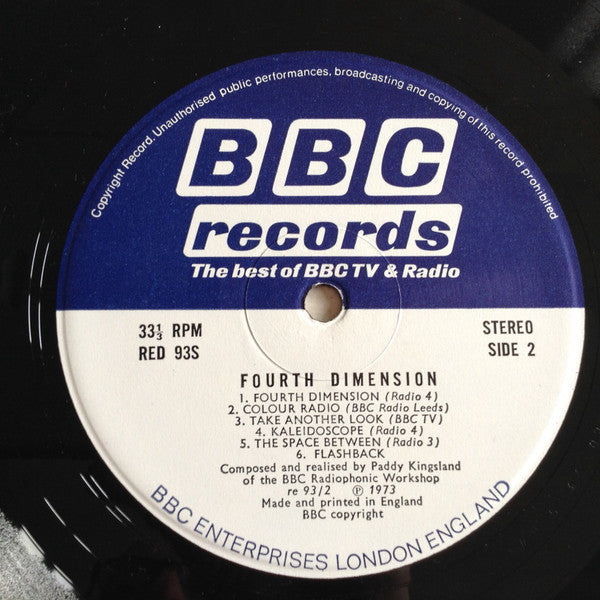 Copyright Record. Unauthorised public performances, broadcasting and copying of this record prohibited
BBC
records
The best of BBC TV & Radio
33⅓ RPM
RED 93S
STEREO
SIDE 2
FOURTH DIMENSION
1. FOURTH DIMENSION (Radio 4)
2. COLOUR RADIO (BBC Radio Leeds)
3. TAKE ANOTHER LOOK (BBC TV)
4. KALEIDOSCOPE (Radio 4)
5. THE SPACE BETWEEN (Radio 3)
6. FLASHBACK
Composed and realised by Paddy Kingsland
of the BBC Radiophonic Workshop
re 93/2 ℗ 1973
Made and printed in England
BBC copyright
BBC ENTERPRISES LONDON ENGLAND